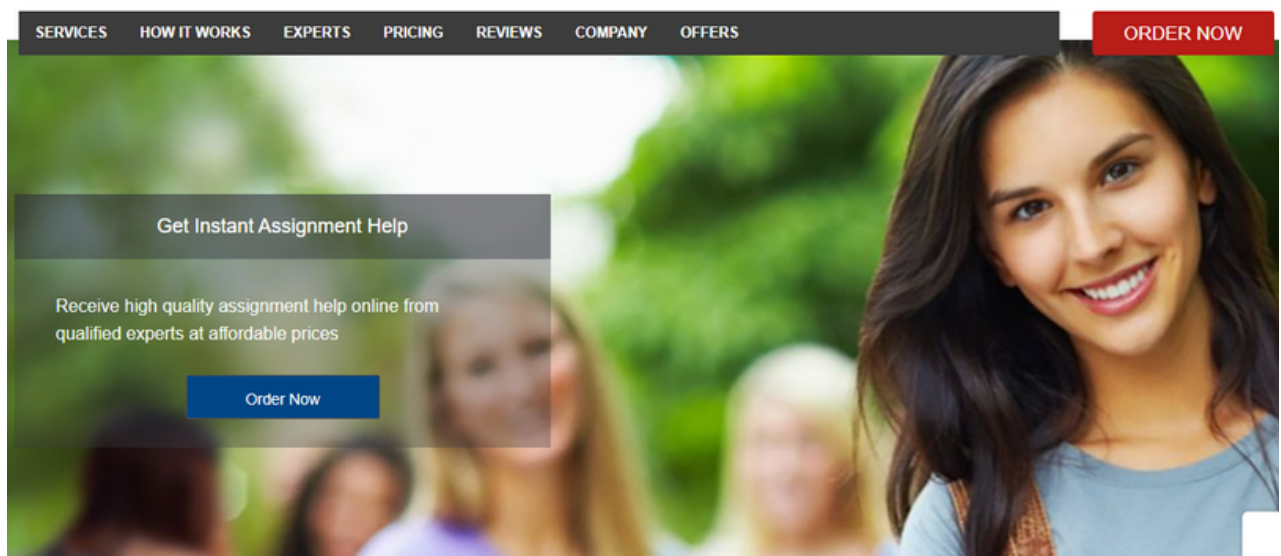 SERVICES HOW IT WORKS EXPERTS PRICING REVIEWS COMPANY OFFERS ORDER NOW
Get Instant Assignment Help
Receive high quality assignment help online from
qualified experts at affordable prices
Order Now